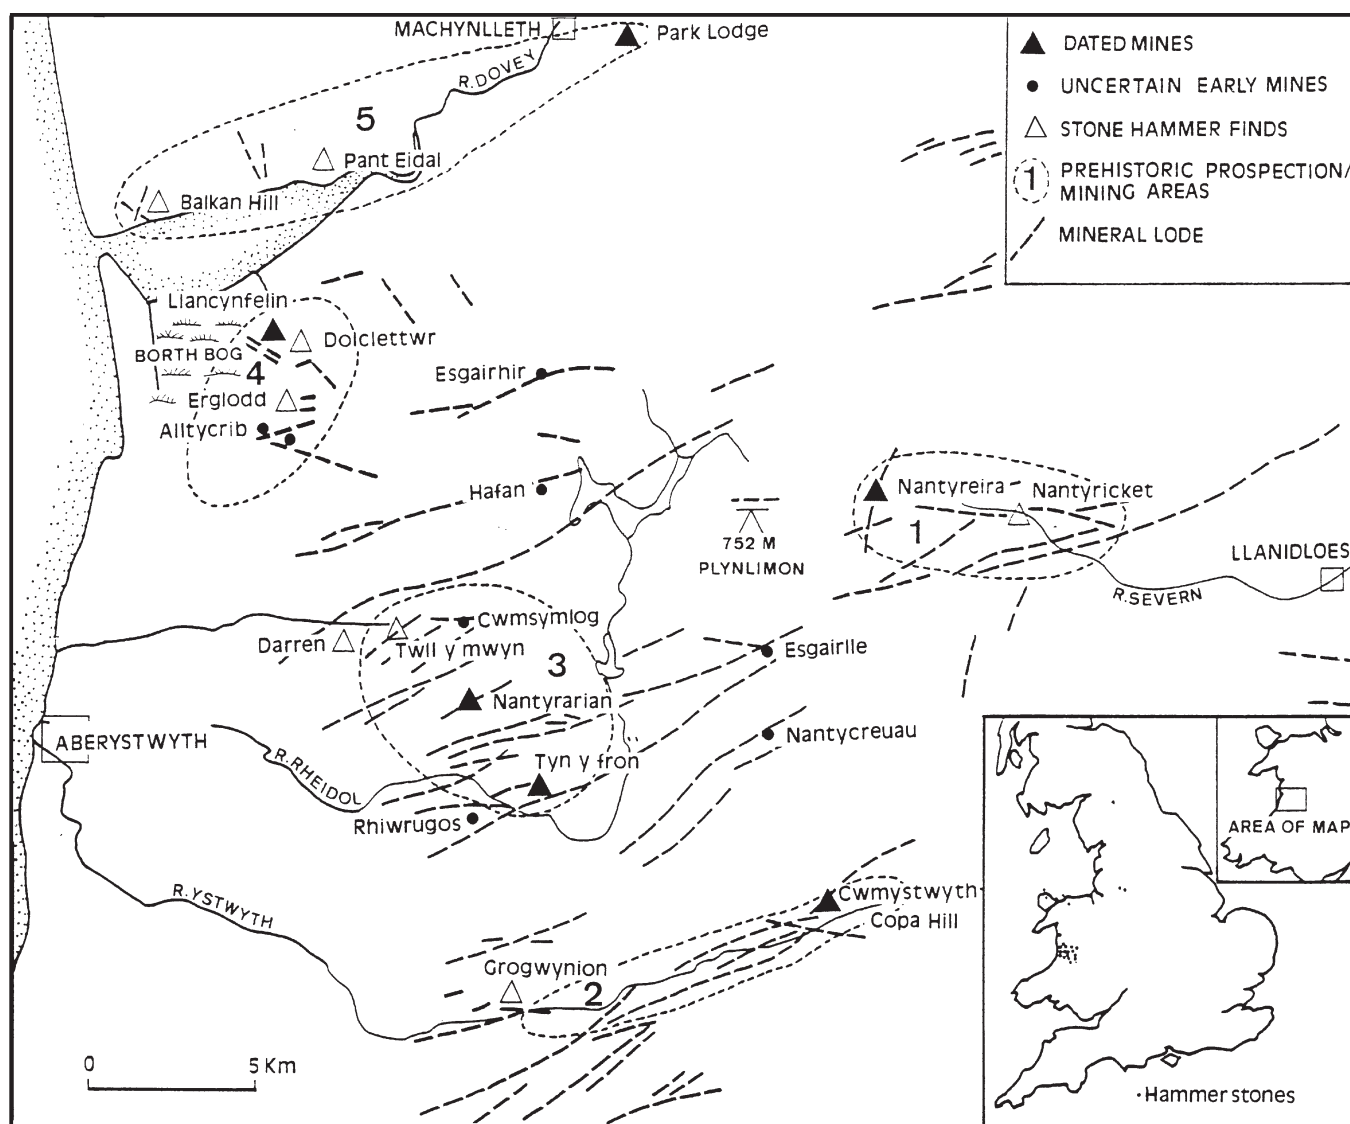 MACHYNLLETH
Park Lodge
R. DOVEY
5
Pant Eidal
Balkan Hill
DATED MINES
UNCERTAIN EARLY MINES
STONE HAMMER FINDS
1
PREHISTORIC PROSPECTION/
MINING AREAS
MINERAL LODE
Llancynfelin
Dolclettwr
BORTH BOG
4
Erglodd
Alltycrib
Esgairhir
Hafan
752 M
PLYNLIMON
Nantyreira
Nantyricket
1
LLANIDLOES
R. SEVERN
Darren
Twll y mwyn
Cwmsymlog
3
Nantyrarian
Esgairlle
Nantycreuau
ABERYSTWYTH
R. RHEIDOL
Tyn y fron
Rhiwrugos
R. YSTWYTH
Cwmystwyth
Copa Hill
Grogwynion
2
0
5 Km
AREA OF MAP
Hammer stones